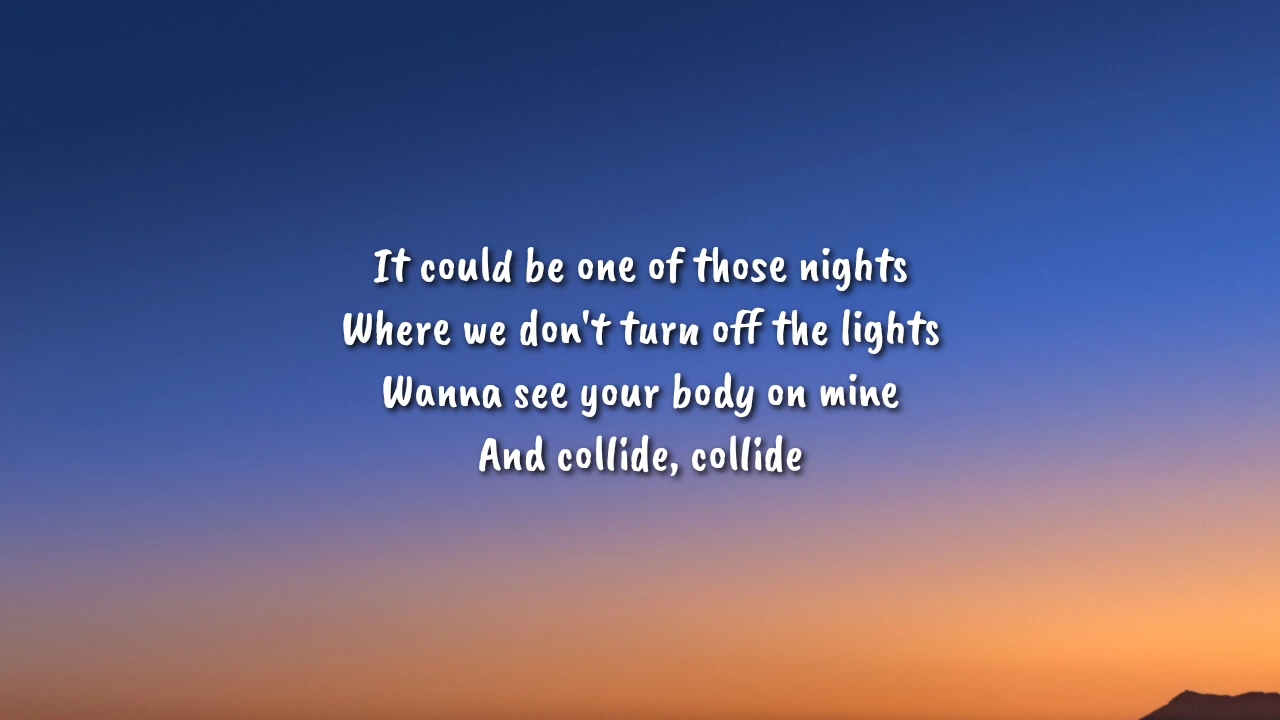 It could be one of those nights
Where we don't turn off the lights
Wanna see your body on mine
And collide, collide